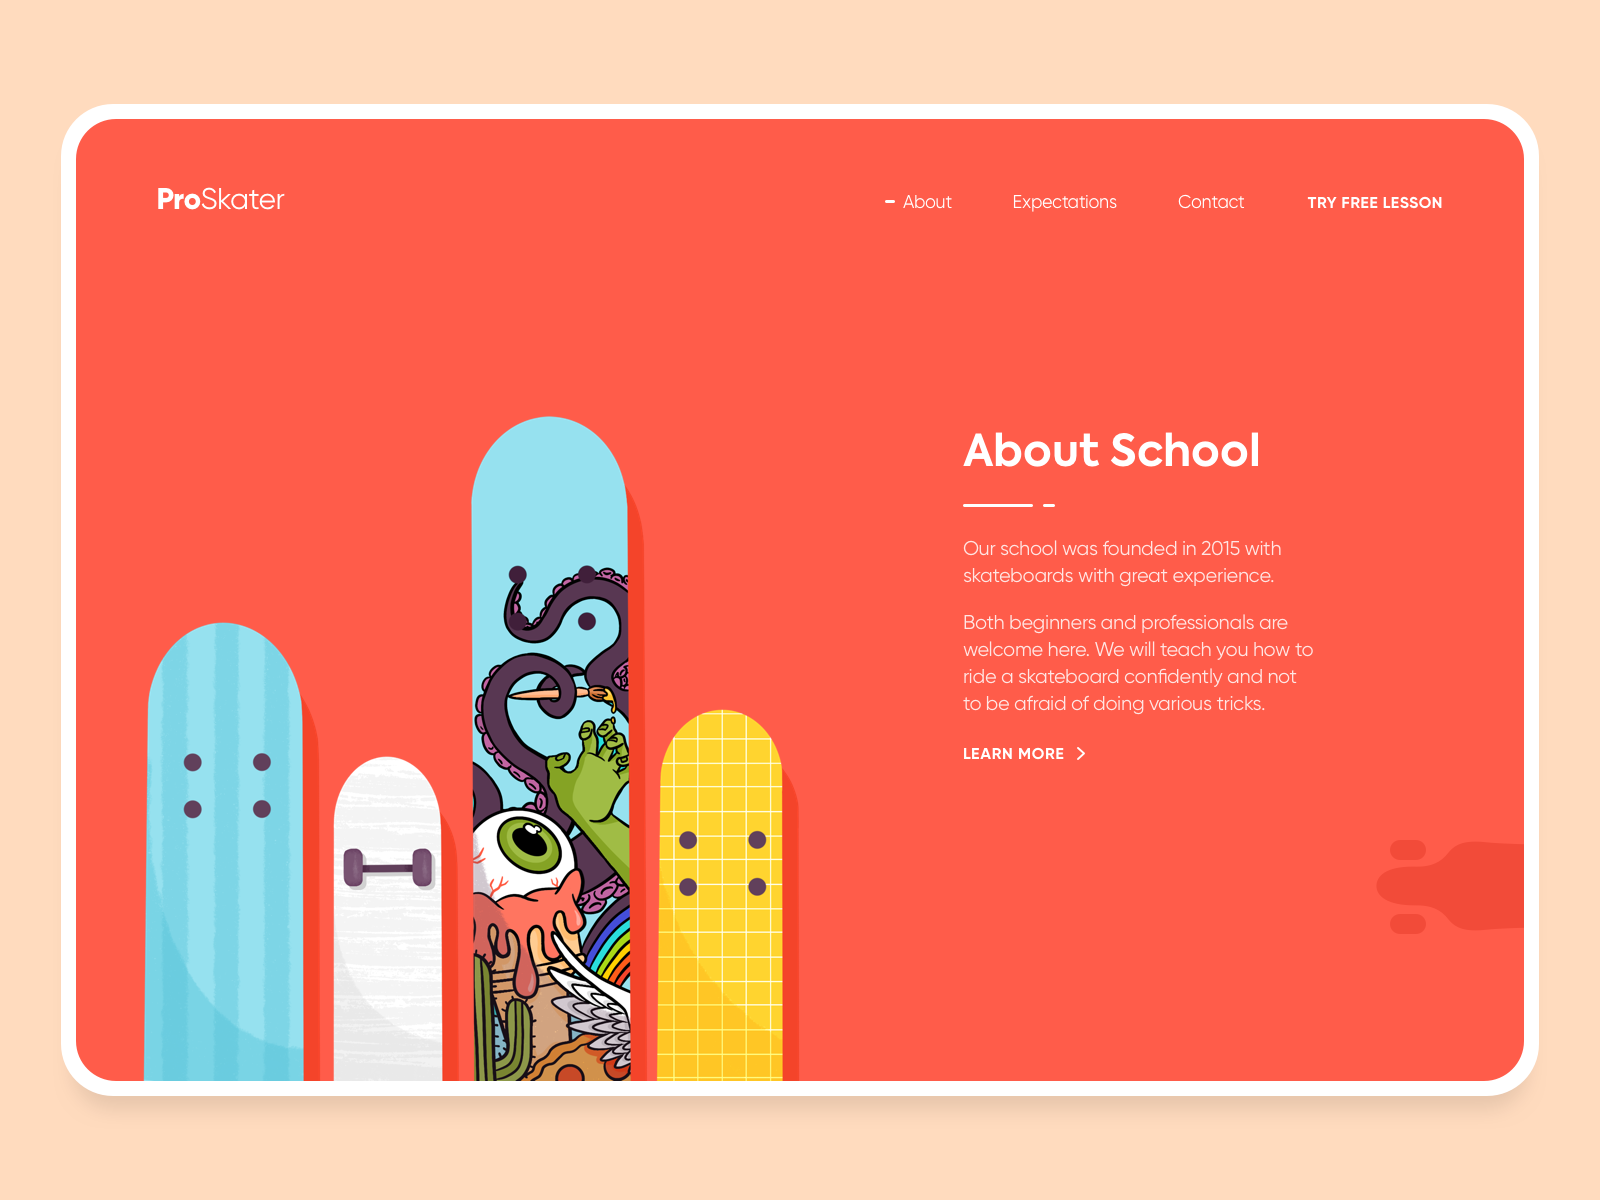 ProSkater
About Expectations Contact TRY FREE LESSON
About School
Our school was founded in 2015 with
skateboards with great experience.
Both beginners and professionals are
welcome here. We will teach you how to
ride a skateboard confidently and not
to be afraid of doing various tricks.
LEARN MORE